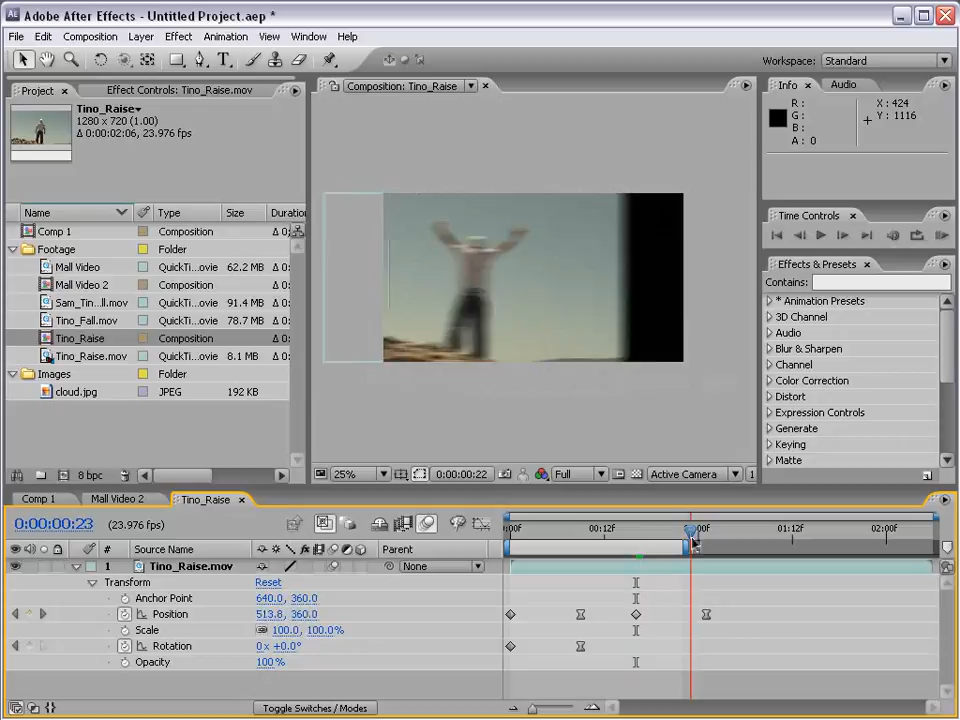 Adobe After Effects - Untitled Project.aep *
File Edit Composition Layer Effect Animation View Window Help
Workspace: Standard
Project × Effect Controls: Tino_Raise.mov
Tino_Raise▾
1280 x 720 (1.00)
Δ 0:00:02:06, 23.976 fps
Name Type Size Duration
Comp 1 Composition Δ 0:
Footage Folder
Mall Video QuickTi...ovie 62.2 MB Δ 0:
Mall Video 2 Composition Δ 0:
Sam_Tin...ll.mov QuickTi...ovie 91.4 MB Δ 0:
Tino_Fall.mov QuickTi...ovie 78.7 MB Δ 0:
Tino_Raise Composition Δ 0:
Tino_Raise.mov QuickTi...ovie 8.1 MB Δ 0:
Images Folder
cloud.jpg JPEG 192 KB
8 bpc
Composition: Tino_Raise
25% 0:00:00:22 Full Active Camera 1
Info × Audio
R: X: 424
G: Y: 1116
B:
A: 0
Time Controls ×
Effects & Presets ×
Contains:
* Animation Presets
3D Channel
Audio
Blur & Sharpen
Channel
Color Correction
Distort
Expression Controls
Generate
Keying
Matte
Comp 1 Mall Video 2 Tino_Raise ×
0:00:00:23 (23.976 fps)
:00f 00:12f 00f 01:12f 02:00f
# Source Name Parent
1 Tino_Raise.mov None
Transform Reset
Anchor Point 640.0, 360.0
Position 513.8, 360.0
Scale 100.0, 100.0%
Rotation 0x +0.0°
Opacity 100%
Toggle Switches / Modes